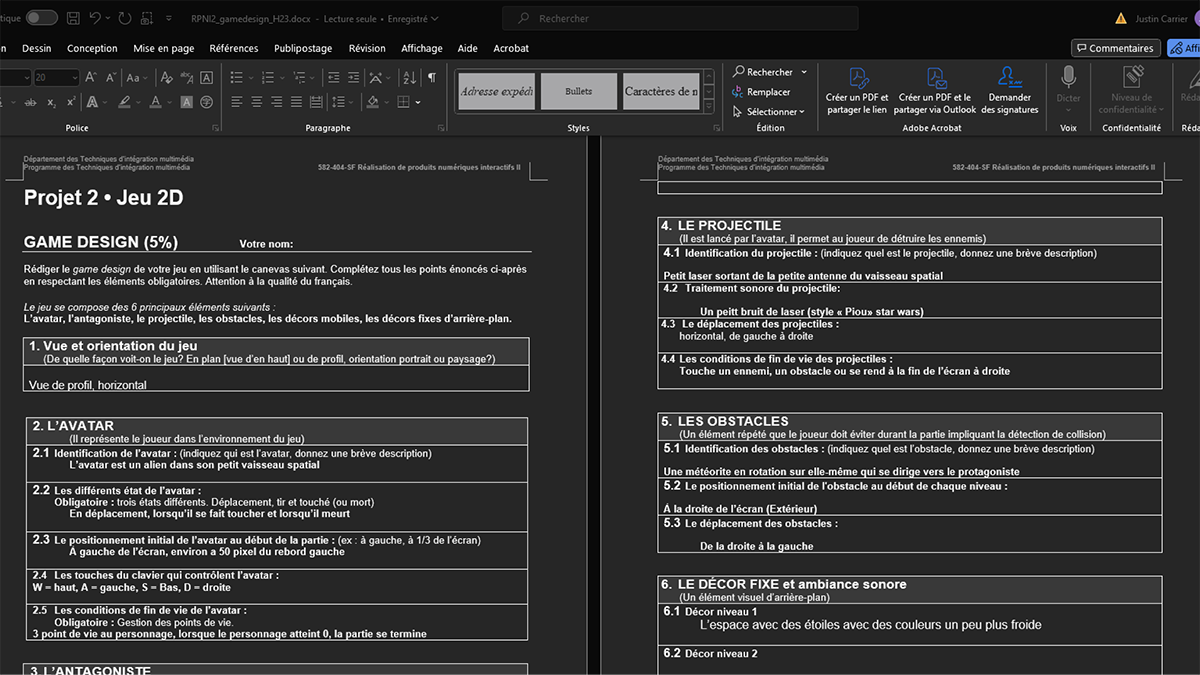 tique
RPNI2_gamedesign_H23.docx - Lecture seule • Enregistré
Rechercher
Justin Carrier
Dessin Conception Mise en page Références Publipostage Révision Affichage Aide Acrobat
Commentaires
20
Aa
Adresse expédi
Bullets
Caractères de n
Rechercher
Remplacer
Sélectionner
Créer un PDF et partager le lien
Créer un PDF et le partager via Outlook
Demander des signatures
Dicter
Niveau de confidentialité
Police Paragraphe Styles Édition Adobe Acrobat Voix Confidentialité
Département des Techniques d'intégration multimédia
Programme des Techniques d'intégration multimédia
582-404-SF Réalisation de produits numériques interactifs II
Projet 2 • Jeu 2D
GAME DESIGN (5%) Votre nom:
Rédiger le game design de votre jeu en utilisant le canevas suivant. Complétez tous les points énoncés ci-après
en respectant les éléments obligatoires. Attention à la qualité du français.
Le jeu se compose des 6 principaux éléments suivants :
L'avatar, l'antagoniste, le projectile, les obstacles, les décors mobiles, les décors fixes d'arrière-plan.
1. Vue et orientation du jeu
(De quelle façon voit-on le jeu? En plan [vue d'en haut] ou de profil, orientation portrait ou paysage?)
Vue de profil, horizontal
2. L'AVATAR
(Il représente le joueur dans l'environnement du jeu)
2.1 Identification de l'avatar : (indiquez qui est l'avatar, donnez une brève description)
L'avatar est un alien dans son petit vaisseau spatial
2.2 Les différents état de l'avatar :
Obligatoire : trois états différents. Déplacement, tir et touché (ou mort)
En déplacement, lorsqu'il se fait toucher et lorsqu'il meurt
2.3 Le positionnement initial de l'avatar au début de la partie : (ex : à gauche, à 1/3 de l'écran)
À gauche de l'écran, environ a 50 pixel du rebord gauche
2.4 Les touches du clavier qui contrôlent l'avatar :
W = haut, A = gauche, S = Bas, D = droite
2.5 Les conditions de fin de vie de l'avatar :
Obligatoire : Gestion des points de vie.
3 point de vie au personnage, lorsque le personnage atteint 0, la partie se termine
3. L'ANTAGONISTE
Département des Techniques d'intégration multimédia
Programme des Techniques d'intégration multimédia
582-404-SF Réalisation de produits numériques interactifs II
4. LE PROJECTILE
(Il est lancé par l'avatar, il permet au joueur de détruire les ennemis)
4.1 Identification du projectile : (indiquez quel est le projectile, donnez une brève description)
Petit laser sortant de la petite antenne du vaisseau spatial
4.2 Traitement sonore du projectile:
Un peitt bruit de laser (style « Piou» star wars)
4.3 Le déplacement des projectiles :
horizontal, de gauche à droite
4.4 Les conditions de fin de vie des projectiles :
Touche un ennemi, un obstacle ou se rend à la fin de l'écran à droite
5. LES OBSTACLES
(Un élément répété que le joueur doit éviter durant la partie impliquant la détection de collision)
5.1 Identification des obstacles : (indiquez quel est l'obstacle, donnez une brève description)
Une météorite en rotation sur elle-même qui se dirige vers le protagoniste
5.2 Le positionnement initial de l'obstacle au début de chaque niveau :
À la droite de l'écran (Extérieur)
5.3 Le déplacement des obstacles :
De la droite à la gauche
6. LE DÉCOR FIXE et ambiance sonore
(Un élément visuel d'arrière-plan)
6.1 Décor niveau 1
L'espace avec des étoiles avec des couleurs un peu plus froide
6.2 Décor niveau 2